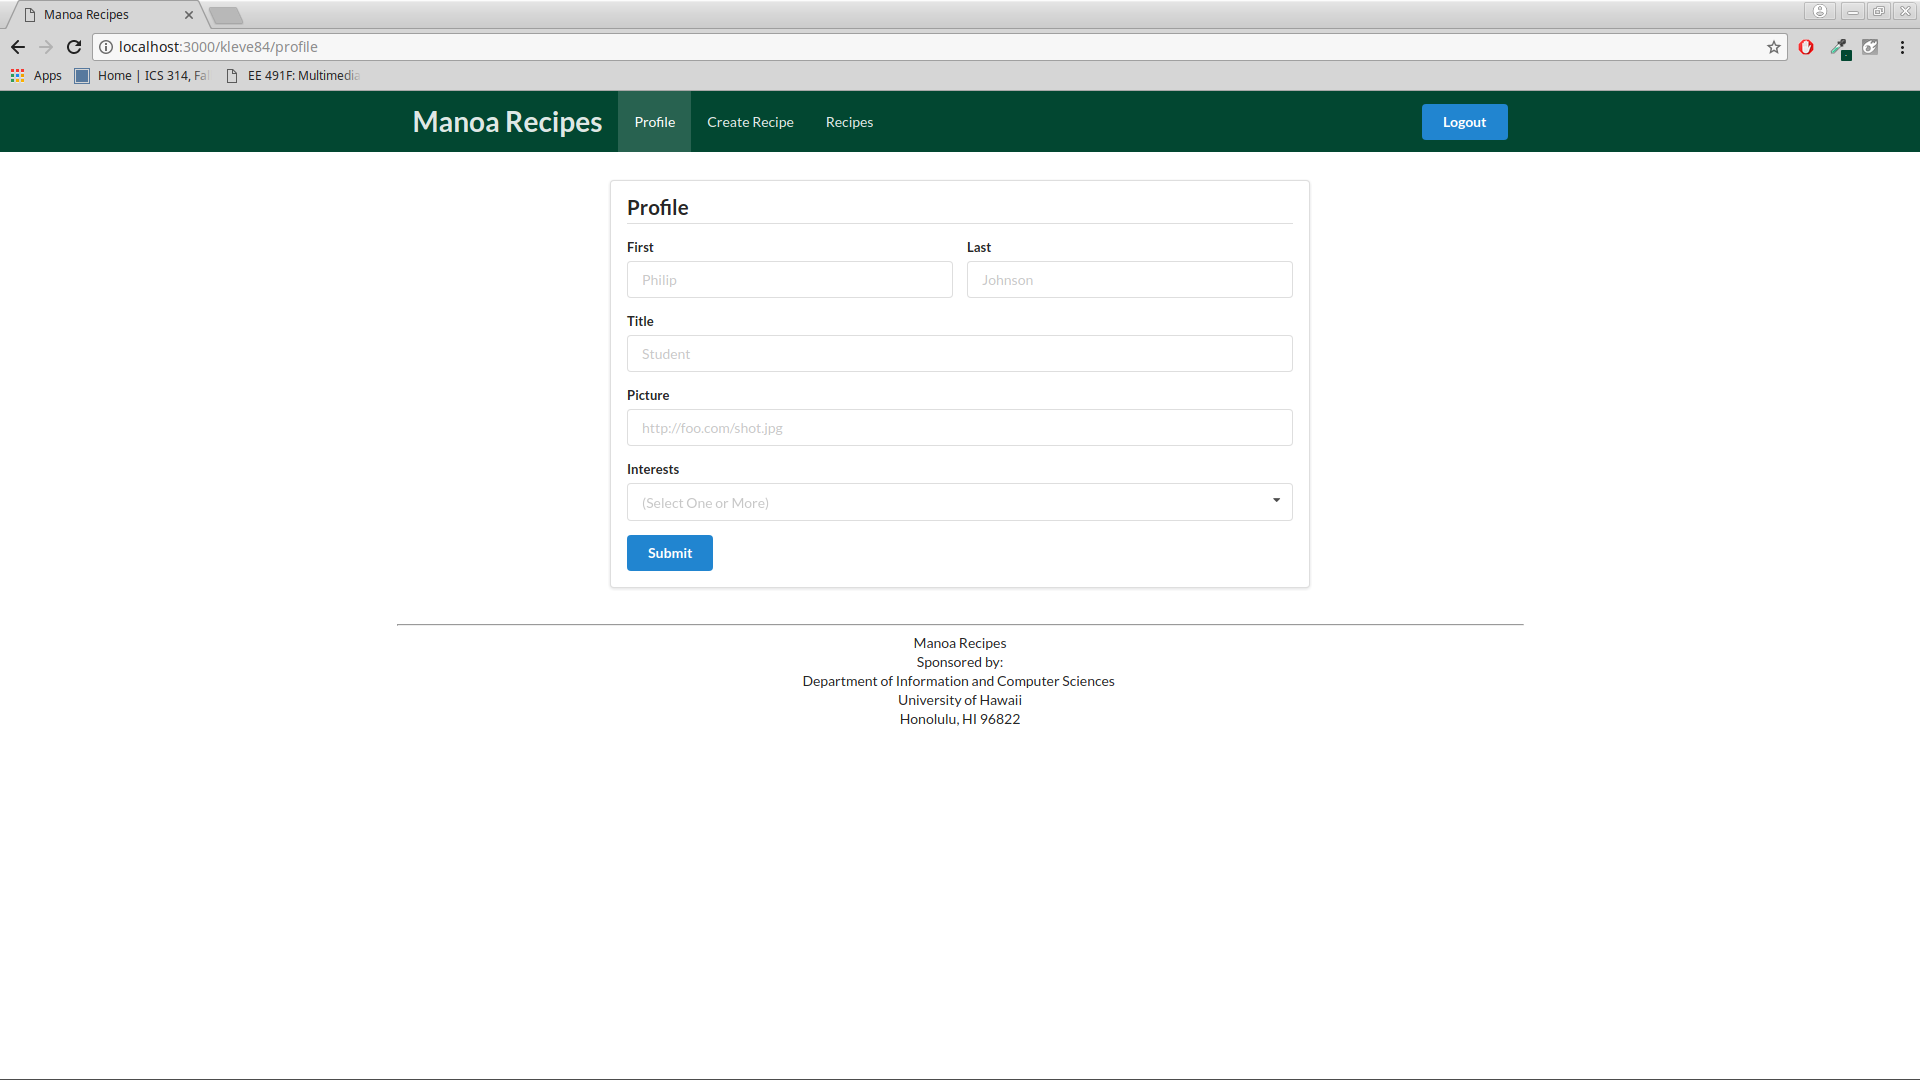 Manoa Recipes
localhost:3000/kleve84/profile
Apps Home | ICS 314, Fa EE 491F: Multimedia
Manoa Recipes Profile Create Recipe Recipes Logout
Profile
First Last
Philip Johnson
Title
Student
Picture
http://foo.com/shot.jpg
Interests
(Select One or More)
Submit
Manoa Recipes
Sponsored by:
Department of Information and Computer Sciences
University of Hawaii
Honolulu, HI 96822